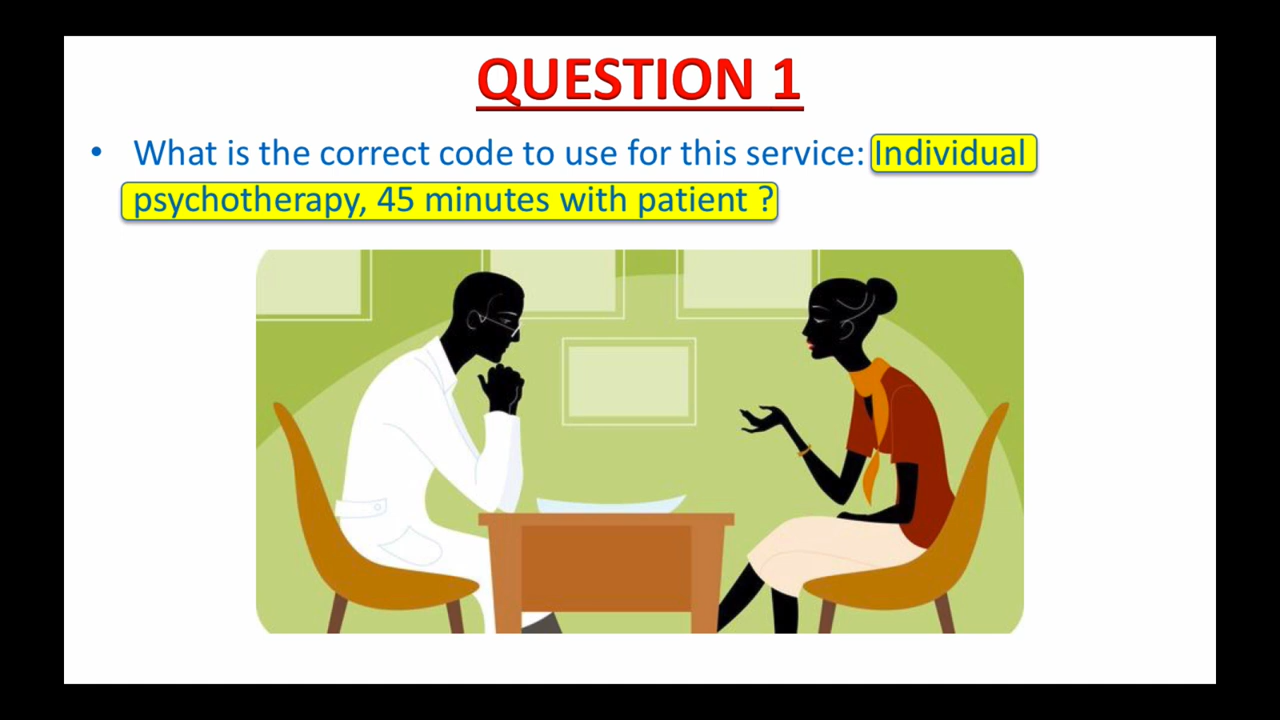 QUESTION 1
• What is the correct code to use for this service: Individual
psychotherapy, 45 minutes with patient ?